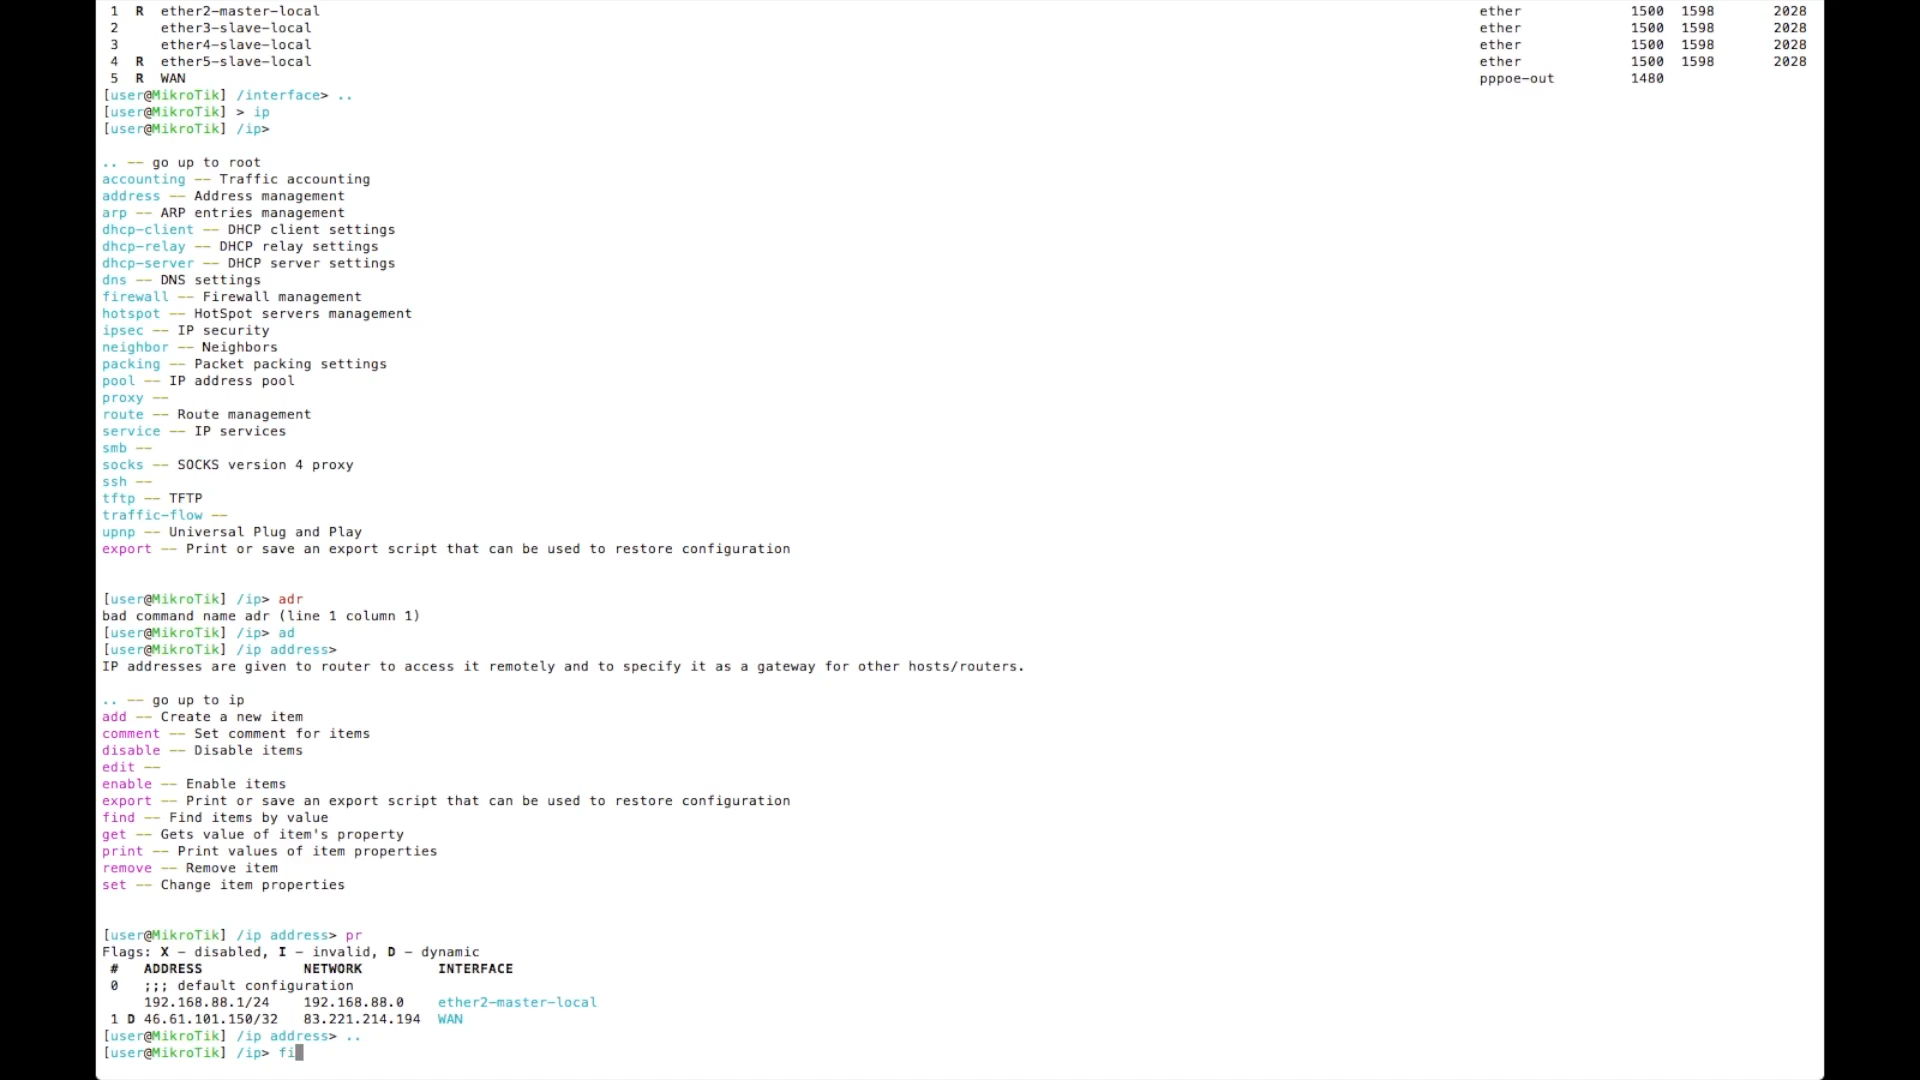 1 R ether2-master-local ether 1500 1598 2028
2 ether3-slave-local ether 1500 1598 2028
3 ether4-slave-local ether 1500 1598 2028
4 R ether5-slave-local ether 1500 1598 2028
5 R WAN pppoe-out 1480
[user@MikroTik] /interface> ..
[user@MikroTik] > ip
[user@MikroTik] /ip>
.. -- go up to root
accounting -- Traffic accounting
address -- Address management
arp -- ARP entries management
dhcp-client -- DHCP client settings
dhcp-relay -- DHCP relay settings
dhcp-server -- DHCP server settings
dns -- DNS settings
firewall -- Firewall management
hotspot -- HotSpot servers management
ipsec -- IP security
neighbor -- Neighbors
packing -- Packet packing settings
pool -- IP address pool
proxy --
route -- Route management
service -- IP services
smb --
socks -- SOCKS version 4 proxy
ssh --
tftp -- TFTP
traffic-flow --
upnp -- Universal Plug and Play
export -- Print or save an export script that can be used to restore configuration
[user@MikroTik] /ip> adr
bad command name adr (line 1 column 1)
[user@MikroTik] /ip> ad
[user@MikroTik] /ip address>
IP addresses are given to router to access it remotely and to specify it as a gateway for other hosts/routers.
.. -- go up to ip
add -- Create a new item
comment -- Set comment for items
disable -- Disable items
edit --
enable -- Enable items
export -- Print or save an export script that can be used to restore configuration
find -- Find items by value
get -- Gets value of item's property
print -- Print values of item properties
remove -- Remove item
set -- Change item properties
[user@MikroTik] /ip address> pr
Flags: X - disabled, I - invalid, D - dynamic
# ADDRESS NETWORK INTERFACE
0 ;;; default configuration
192.168.88.1/24 192.168.88.0 ether2-master-local
1 D 46.61.101.150/32 83.221.214.194 WAN
[user@MikroTik] /ip address> ..
[user@MikroTik] /ip> fi